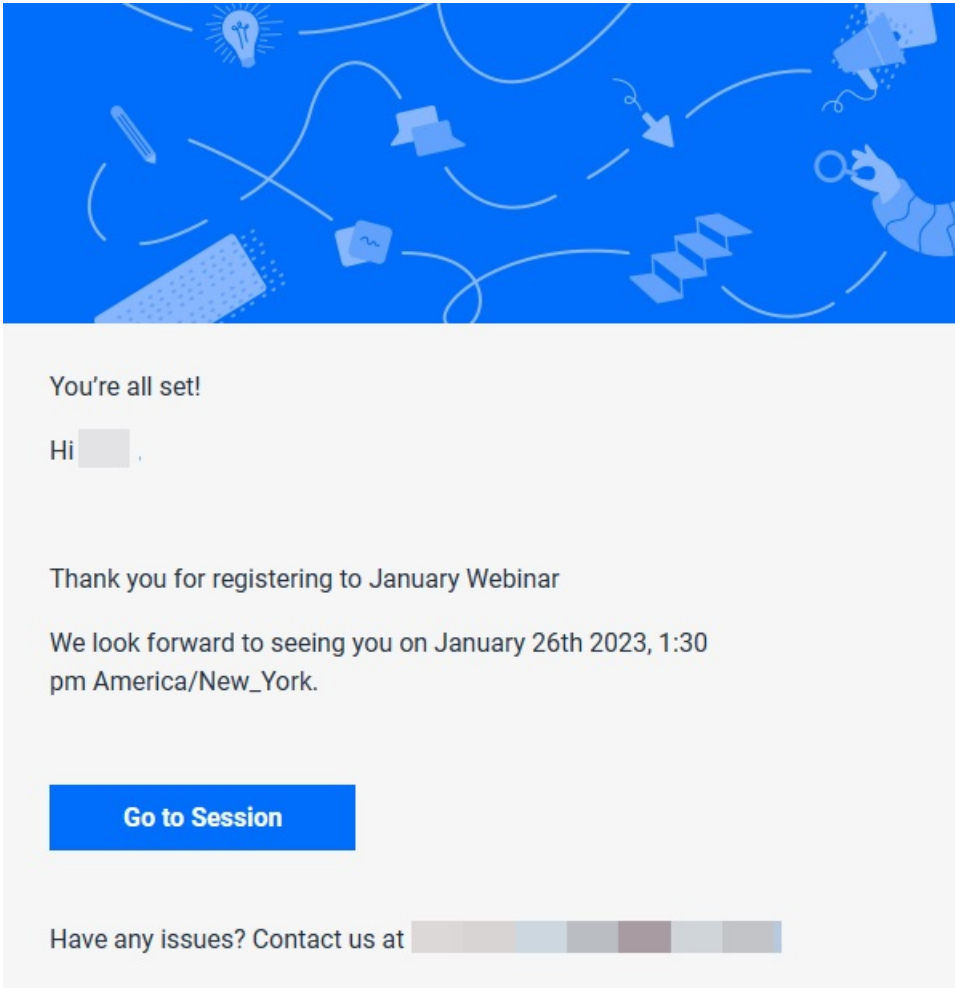 You’re all set!
Hi ,
Thank you for registering to January Webinar
We look forward to seeing you on January 26th 2023, 1:30
pm America/New_York.
Go to Session
Have any issues? Contact us at